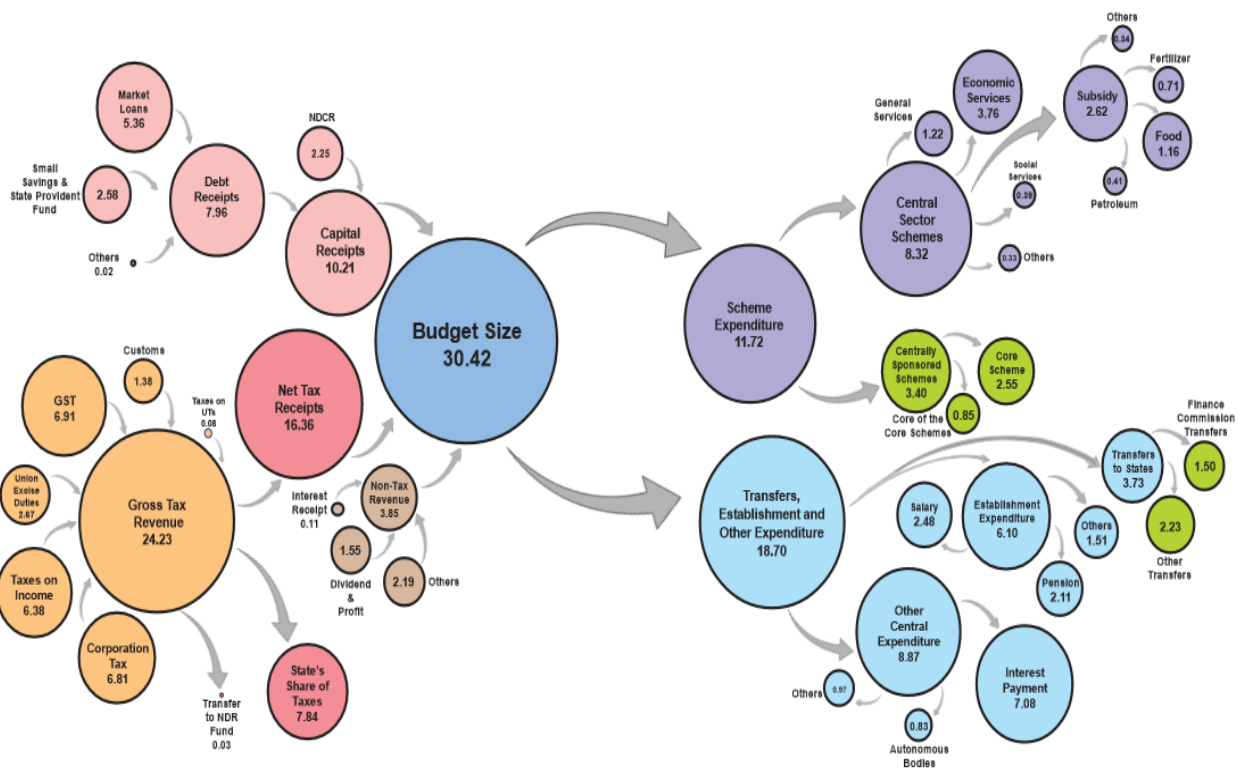 Market
Loans
5.36
Small
Savings &
State Provident
Fund
2.58
Others
0.02
Debt
Receipts
7.96
NDCR
2.25
Capital
Receipts
10.21
Budget Size
30.42
Net Tax
Receipts
16.36
Customs
1.38
GST
6.91
Taxes on
UTs
0.08
Union
Excise
Duties
2.67
Gross Tax
Revenue
24.23
Taxes on
Income
6.38
Corporation
Tax
6.81
Transfer
to NDR
Fund
0.03
State's
Share of
Taxes
7.84
Interest
Receipt
0.11
Non-Tax
Revenue
3.85
1.55
Dividend
&
Profit
2.19
Others
Scheme
Expenditure
11.72
Central
Sector
Schemes
8.32
General
Services
1.22
Economic
Services
3.76
Subsidy
2.62
Others
0.34
Fertilizer
0.71
Food
1.16
0.41
Petroleum
Social
Services
0.39
0.33
Others
Centrally
Sponsored
Schemes
3.40
Core
Scheme
2.55
0.85
Core of the
Core Schemes
Transfers,
Establishment and
Other Expenditure
18.70
Finance
Commission
Transfers
1.50
Transfers
to States
3.73
2.23
Other
Transfers
Establishment
Expenditure
6.10
Salary
2.48
Others
1.51
Pension
2.11
Other
Central
Expenditure
8.87
Interest
Payment
7.08
Others
0.97
0.83
Autonomous
Bodies